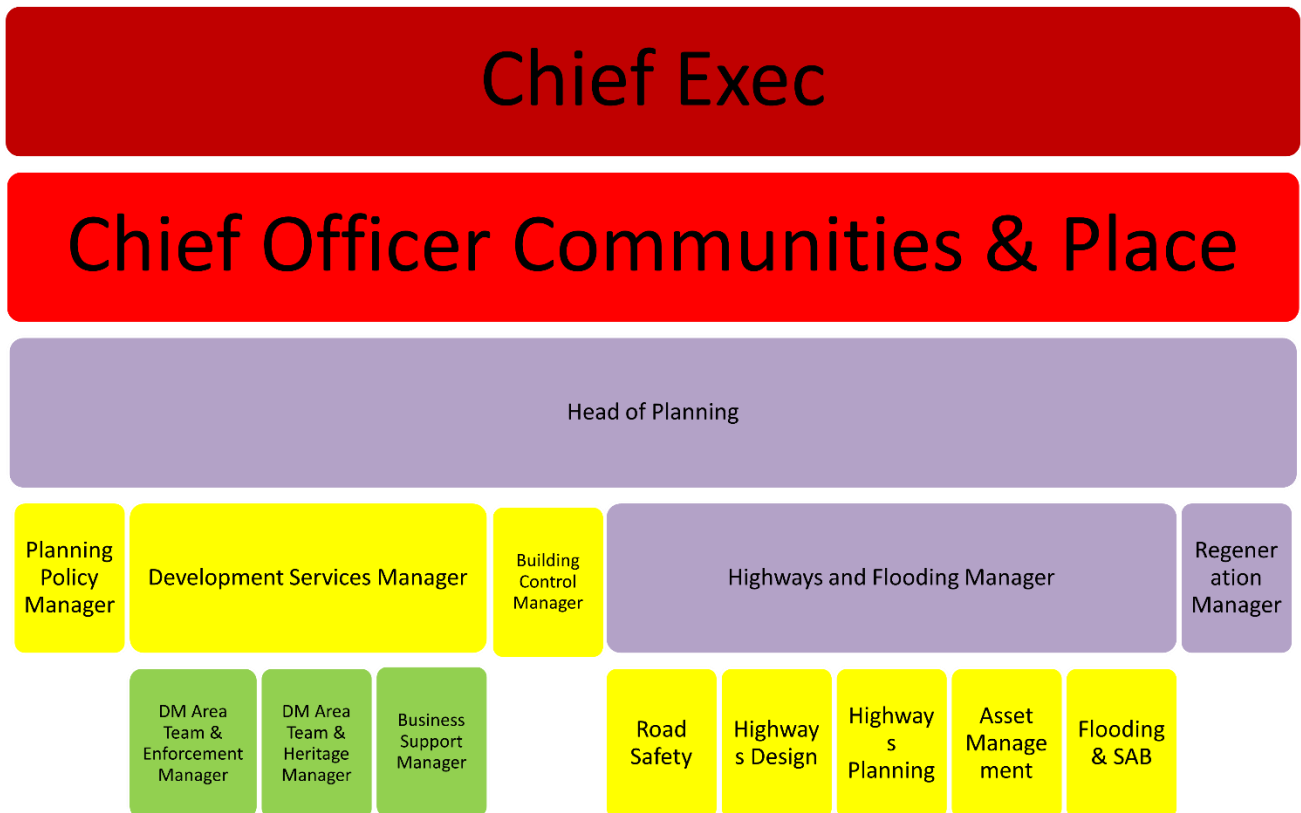 Chief Exec
Chief Officer Communities & Place
Head of Planning
Planning
Policy
Manager
Development Services Manager
Building
Control
Manager
Highways and Flooding Manager
Regener
ation
Manager
DM Area
Team &
Enforcement
Manager
DM Area
Team &
Heritage
Manager
Business
Support
Manager
Road
Safety
Highway
s Design
Highway
s
Planning
Asset
Manage
ment
Flooding
& SAB